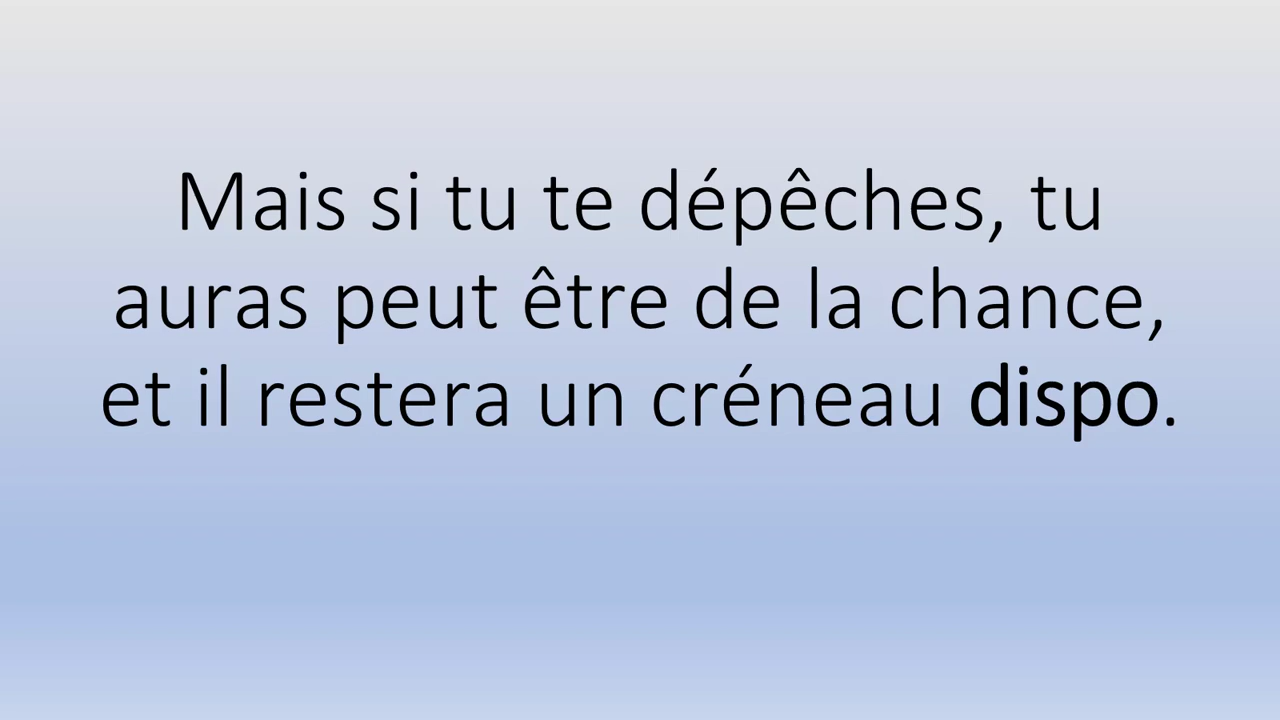 Mais si tu te dépêches, tu
auras peut être de la chance,
et il restera un créneau dispo.